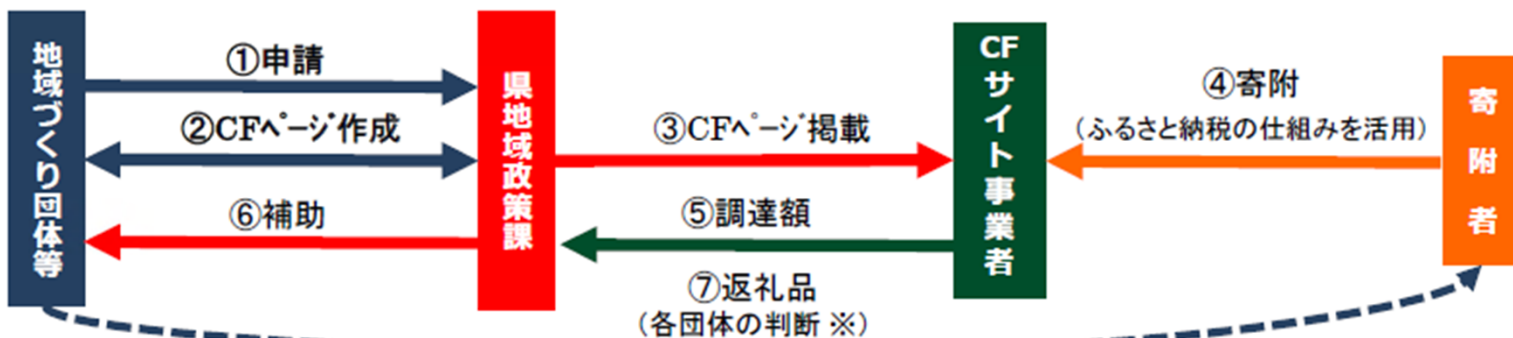 地域づくり団体等
①申請
②CFページ作成
⑥補助
県地域政策課
③CFページ掲載
⑤調達額
⑦返礼品
(各団体の判断 ※)
CFサイト事業者
④寄附
(ふるさと納税の仕組みを活用)
寄附者